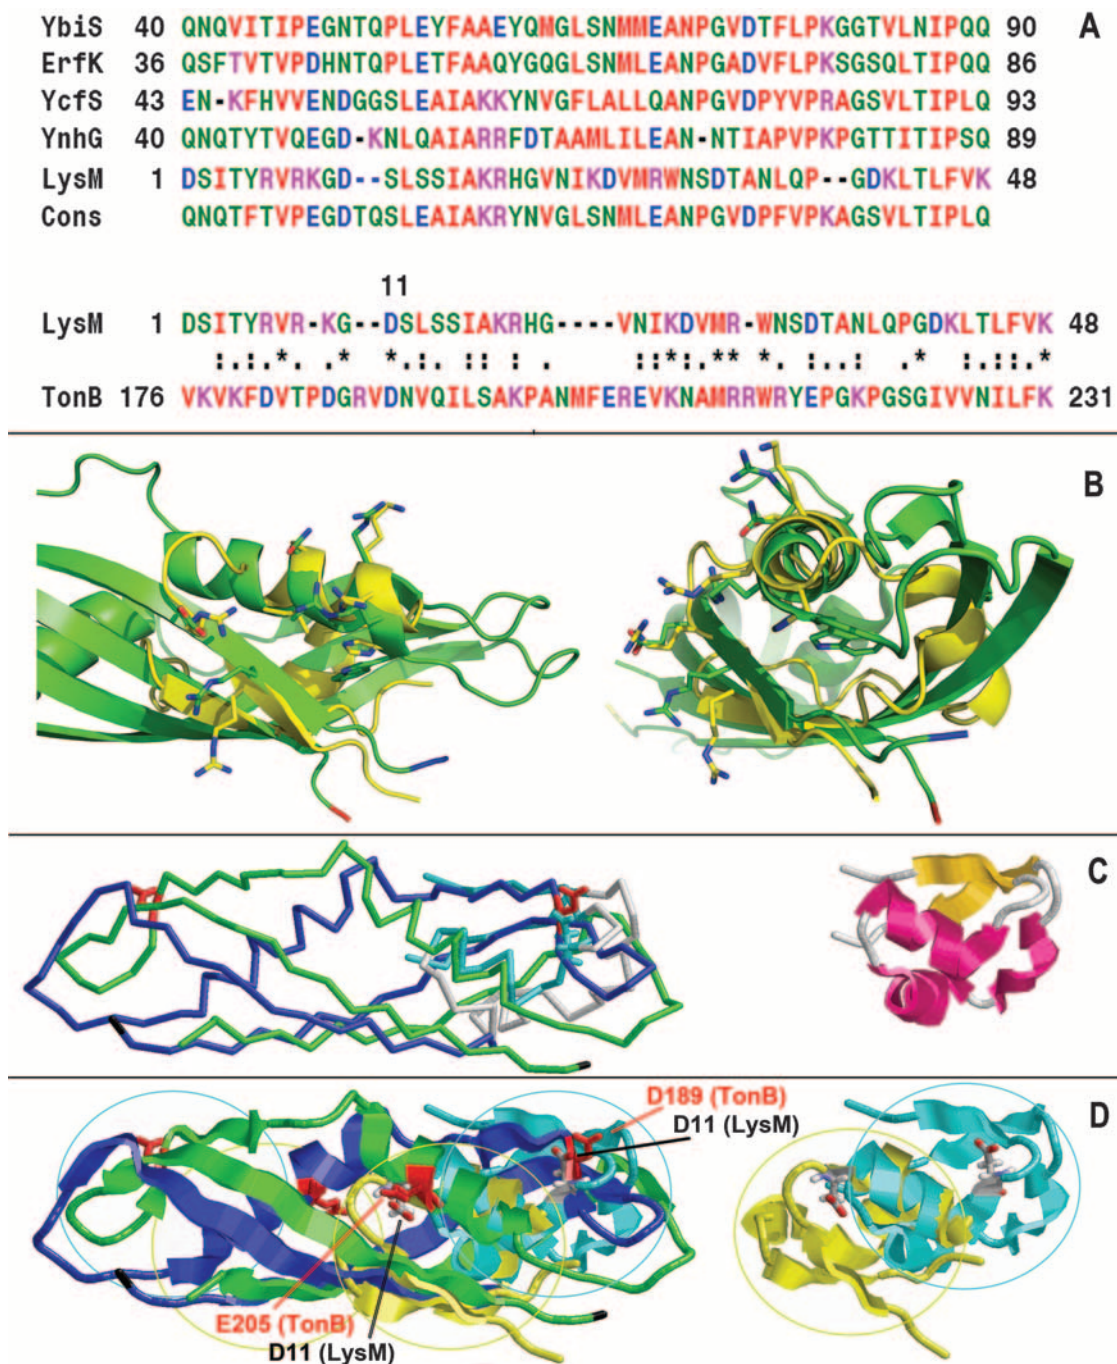 YbiS 40 QNQVITIPEGNTQPLEYFAAEYQMGLSNMMEANPGVDTFLPKGGTVLNIPQQ 90 A
ErfK 36 QSFTVTVPDHNTQPLETFAAQYGQGLSNMLEANPGADVFLPKSGSQLTIPQQ 86
YcfS 43 EN-KFHVVENDGGSLEAIAKKYNVGFLALLQANPGVDPYVPRAGSVLTIPLQ 93
YnhG 40 QNQTYTVQEGD-KNLQAIARRFDTAAMLILEAN-NTIAPVPKPGTTITIPSQ 89
LysM 1 DSITYRVRKGD--SLSSIAKRHGVNIKDVMRWNSDTANLQP--GDKLTLFVK 48
Cons QNQTFTVPEGDTQSLEAIAKRYNVGLSNMLEANPGVDPFVPKAGSVLTIPLQ
11
LysM 1 DSITYRVR-KG--DSLSSIAKRHG----VNIKDVMR-WNSDTANLQPGDKLTLFVK 48
:.:.* .* *:. :: : . ::*:** *. :..: .* :::.:*
TonB 176 VKVKFDVTPDGRVDNVQILSAKPANMFEREVKNAMRRWRYEPGKPGSGIVVNILFK 231
B
C
D
D189 (TonB)
D11 (LysM)
E205 (TonB)
D11 (LysM)